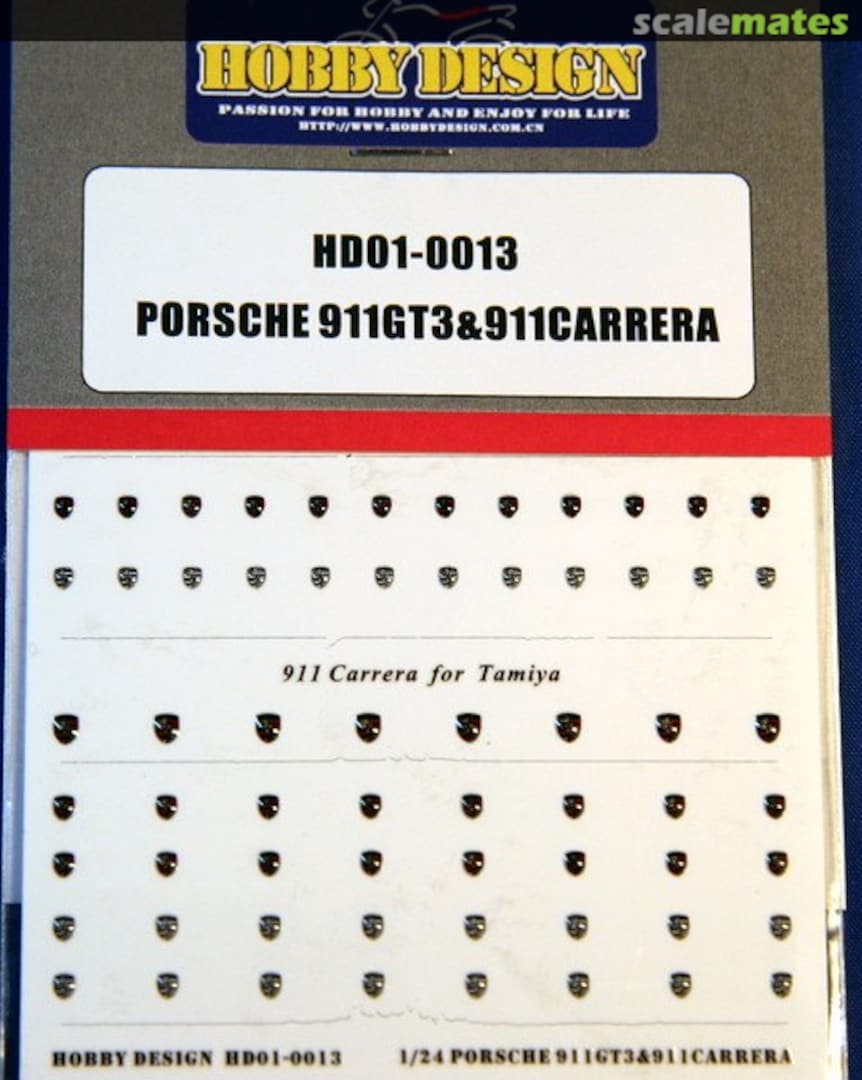 scalemates
HOBBY DESIGN
PASSION FOR HOBBY AND ENJOY FOR LIFE
HTTP://WWW.HOBBYDESIGN.COM.CN
HD01-0013
PORSCHE 911GT3&911CARRERA
911 Carrera for Tamiya
HOBBY DESIGN HD01-0013 1/24 PORSCHE 911GT3&911CARRERA